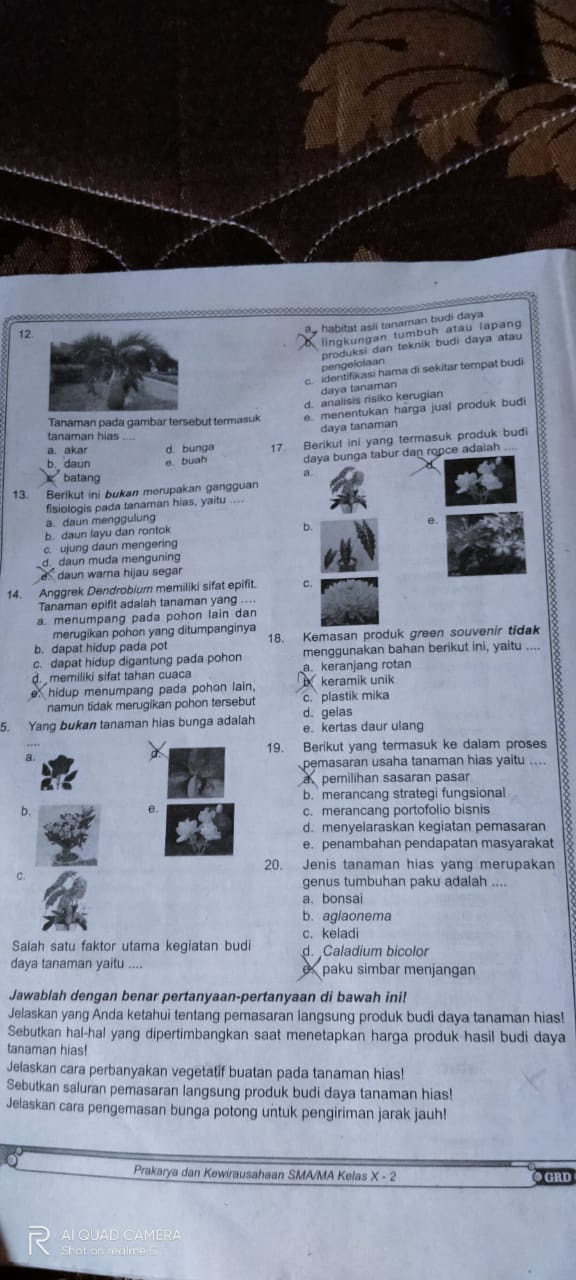 12.
Tanaman pada gambar tersebut termasuk
tanaman hias ....
a. akar
d. bunga
b. daun
e. buah
c. batang
13. Berikut ini bukan merupakan gangguan
fisiologis pada tanaman hias, yaitu ....
a. daun menggulung
b. daun layu dan rontok
c. ujung daun mengering
d. daun muda menguning
e. daun warna hijau segar
14. Anggrek Dendrobium memiliki sifat epifit.
Tanaman epifit adalah tanaman yang ....
a. menumpang pada pohon lain dan
merugikan pohon yang ditumpanginya
b. dapat hidup pada pot
c. dapat hidup digantung pada pohon
d. memiliki sifat tahan cuaca
e. hidup menumpang pada pohon lain,
namun tidak merugikan pohon tersebut
5. Yang bukan tanaman hias bunga adalah
....
a.
d.
b.
e.
c.
Salah satu faktor utama kegiatan budi
daya tanaman yaitu ....
a. habitat asli tanaman budi daya
b. lingkungan tumbuh atau lapang
produksi dan teknik budi daya atau
pengelolaan
c. identifikasi hama di sekitar tempat budi
daya tanaman
d. analisis risiko kerugian
e. menentukan harga jual produk budi
daya tanaman
17. Berikut ini yang termasuk produk budi
daya bunga tabur dan ronce adalah ....
a.
d.
b.
e.
c.
18. Kemasan produk green souvenir tidak
menggunakan bahan berikut ini, yaitu ....
a. keranjang rotan
b. keramik unik
c. plastik mika
d. gelas
e. kertas daur ulang
19. Berikut yang termasuk ke dalam proses
pemasaran usaha tanaman hias yaitu ....
a. pemilihan sasaran pasar
b. merancang strategi fungsional
c. merancang portofolio bisnis
d. menyelaraskan kegiatan pemasaran
e. penambahan pendapatan masyarakat
20. Jenis tanaman hias yang merupakan
genus tumbuhan paku adalah ....
a. bonsai
b. aglaonema
c. keladi
d. Caladium bicolor
e. paku simbar menjangan
Jawablah dengan benar pertanyaan-pertanyaan di bawah ini!
Jelaskan yang Anda ketahui tentang pemasaran langsung produk budi daya tanaman hias!
Sebutkan hal-hal yang dipertimbangkan saat menetapkan harga produk hasil budi daya
tanaman hias!
Jelaskan cara perbanyakan vegetatif buatan pada tanaman hias!
Sebutkan saluran pemasaran langsung produk budi daya tanaman hias!
Jelaskan cara pengemasan bunga potong untuk pengiriman jarak jauh!
Prakarya dan Kewirausahaan SMA/MA Kelas X - 2
GRD
R
AI QUAD CAMERA
Shot on realme 5i